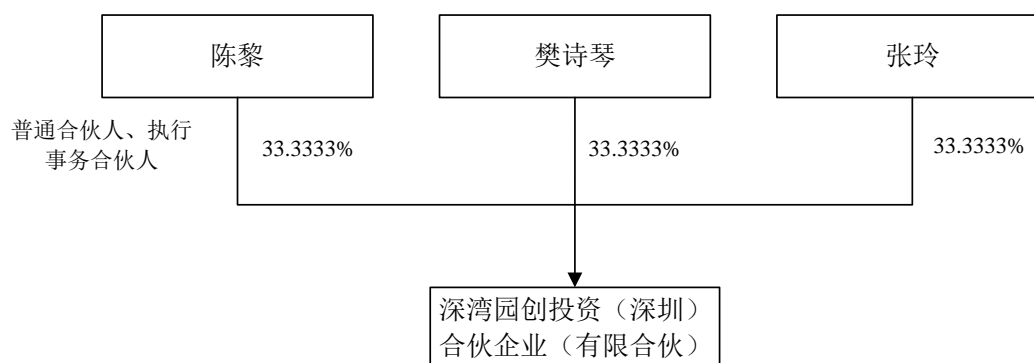 陈黎
樊诗琴
张玲
普通合伙人、执行
事务合伙人
33.3333%
33.3333%
33.3333%
深湾园创投资（深圳）
合伙企业（有限合伙）